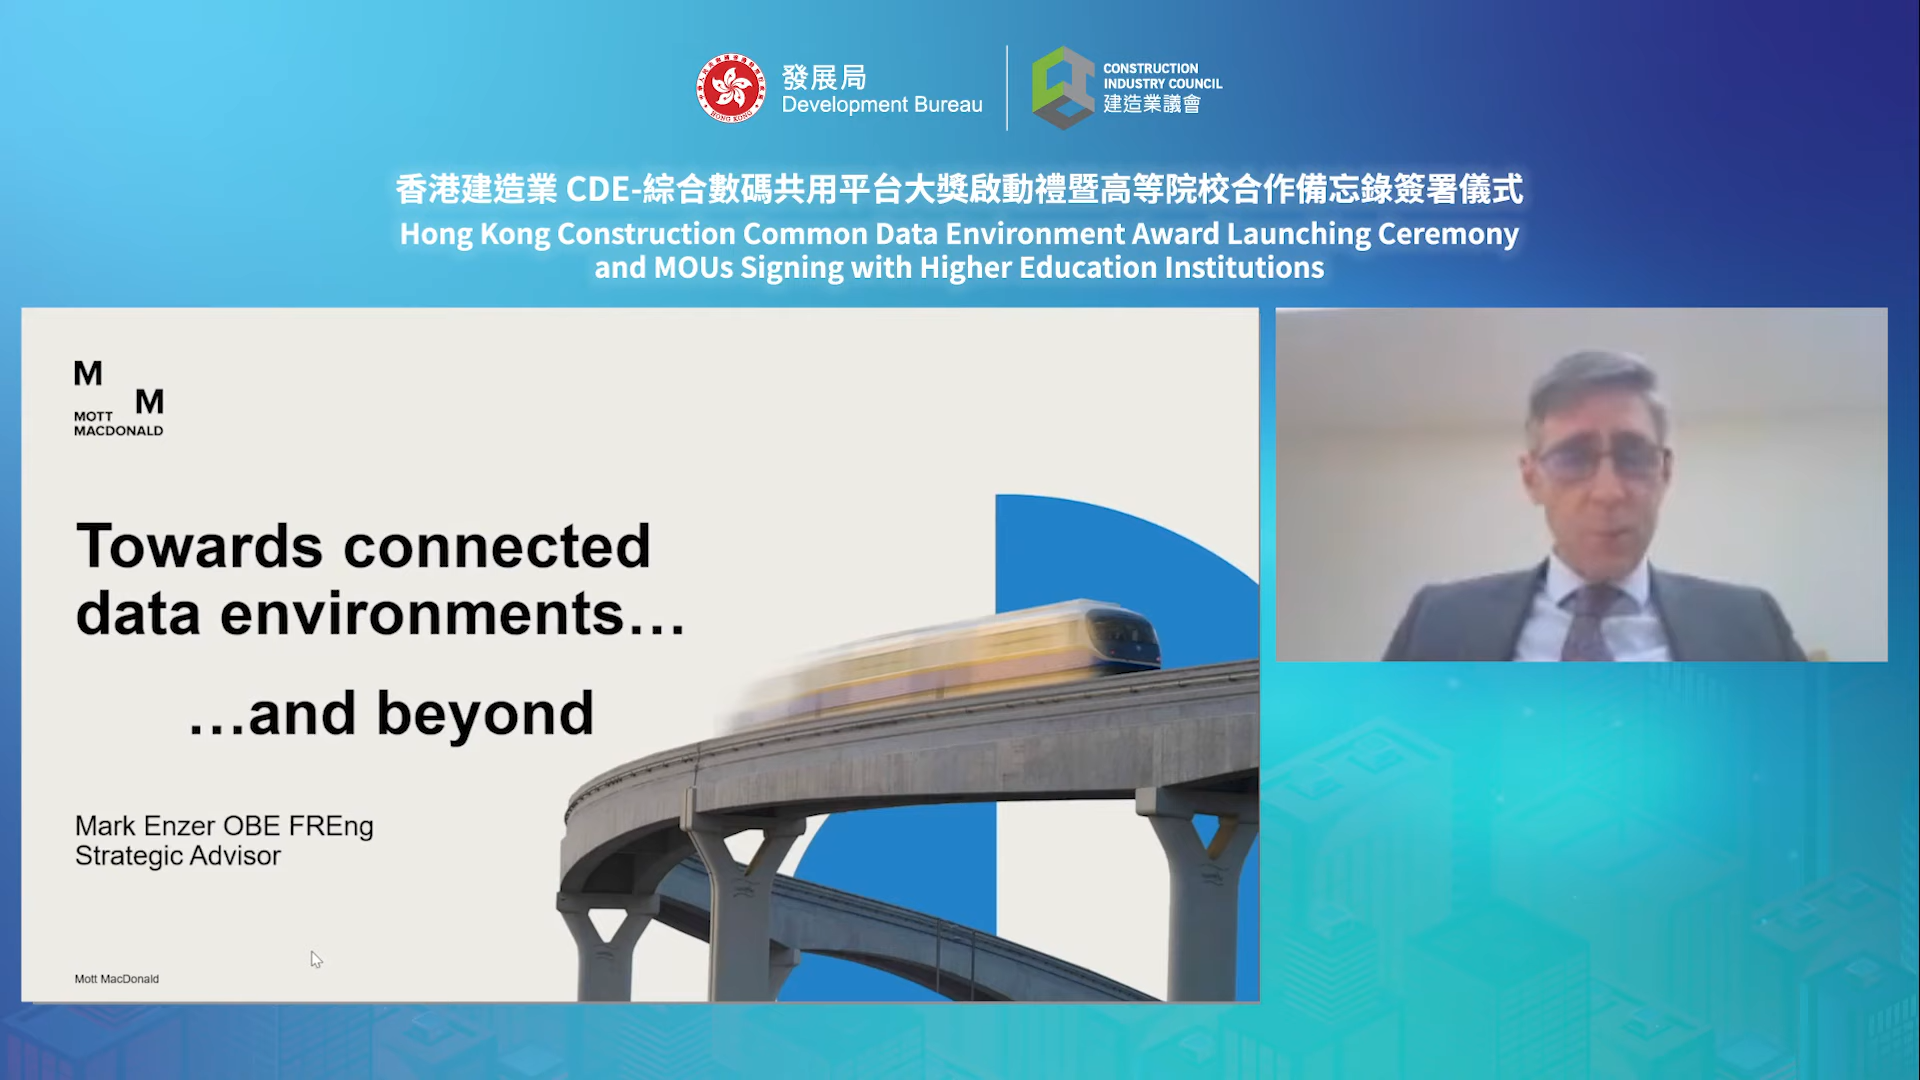 發展局
Development Bureau
CONSTRUCTION
INDUSTRY COUNCIL
建造業議會
香港建造業 CDE-綜合數碼共用平台大獎啟動禮暨高等院校合作備忘錄簽署儀式
Hong Kong Construction Common Data Environment Award Launching Ceremony
and MOUs Signing with Higher Education Institutions
M
M
MOTT
MACDONALD
Towards connected
data environments…
…and beyond
Mark Enzer OBE FREng
Strategic Advisor
Mott MacDonald